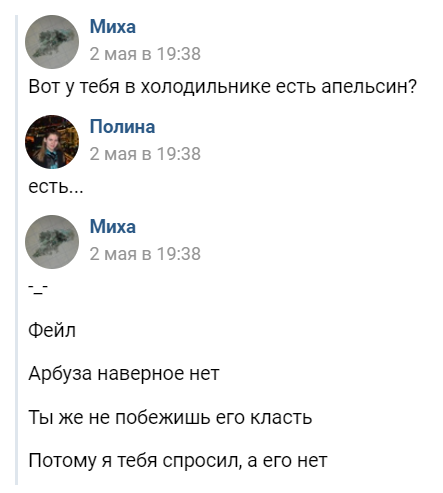 Миха
2 мая в 19:38
Вот у тебя в холодильнике есть апельсин?
Полина
2 мая в 19:38
есть...
Миха
2 мая в 19:38
-_-
Фейл
Арбуза наверное нет
Ты же не побежишь его класть
Потому я тебя спросил, а его нет